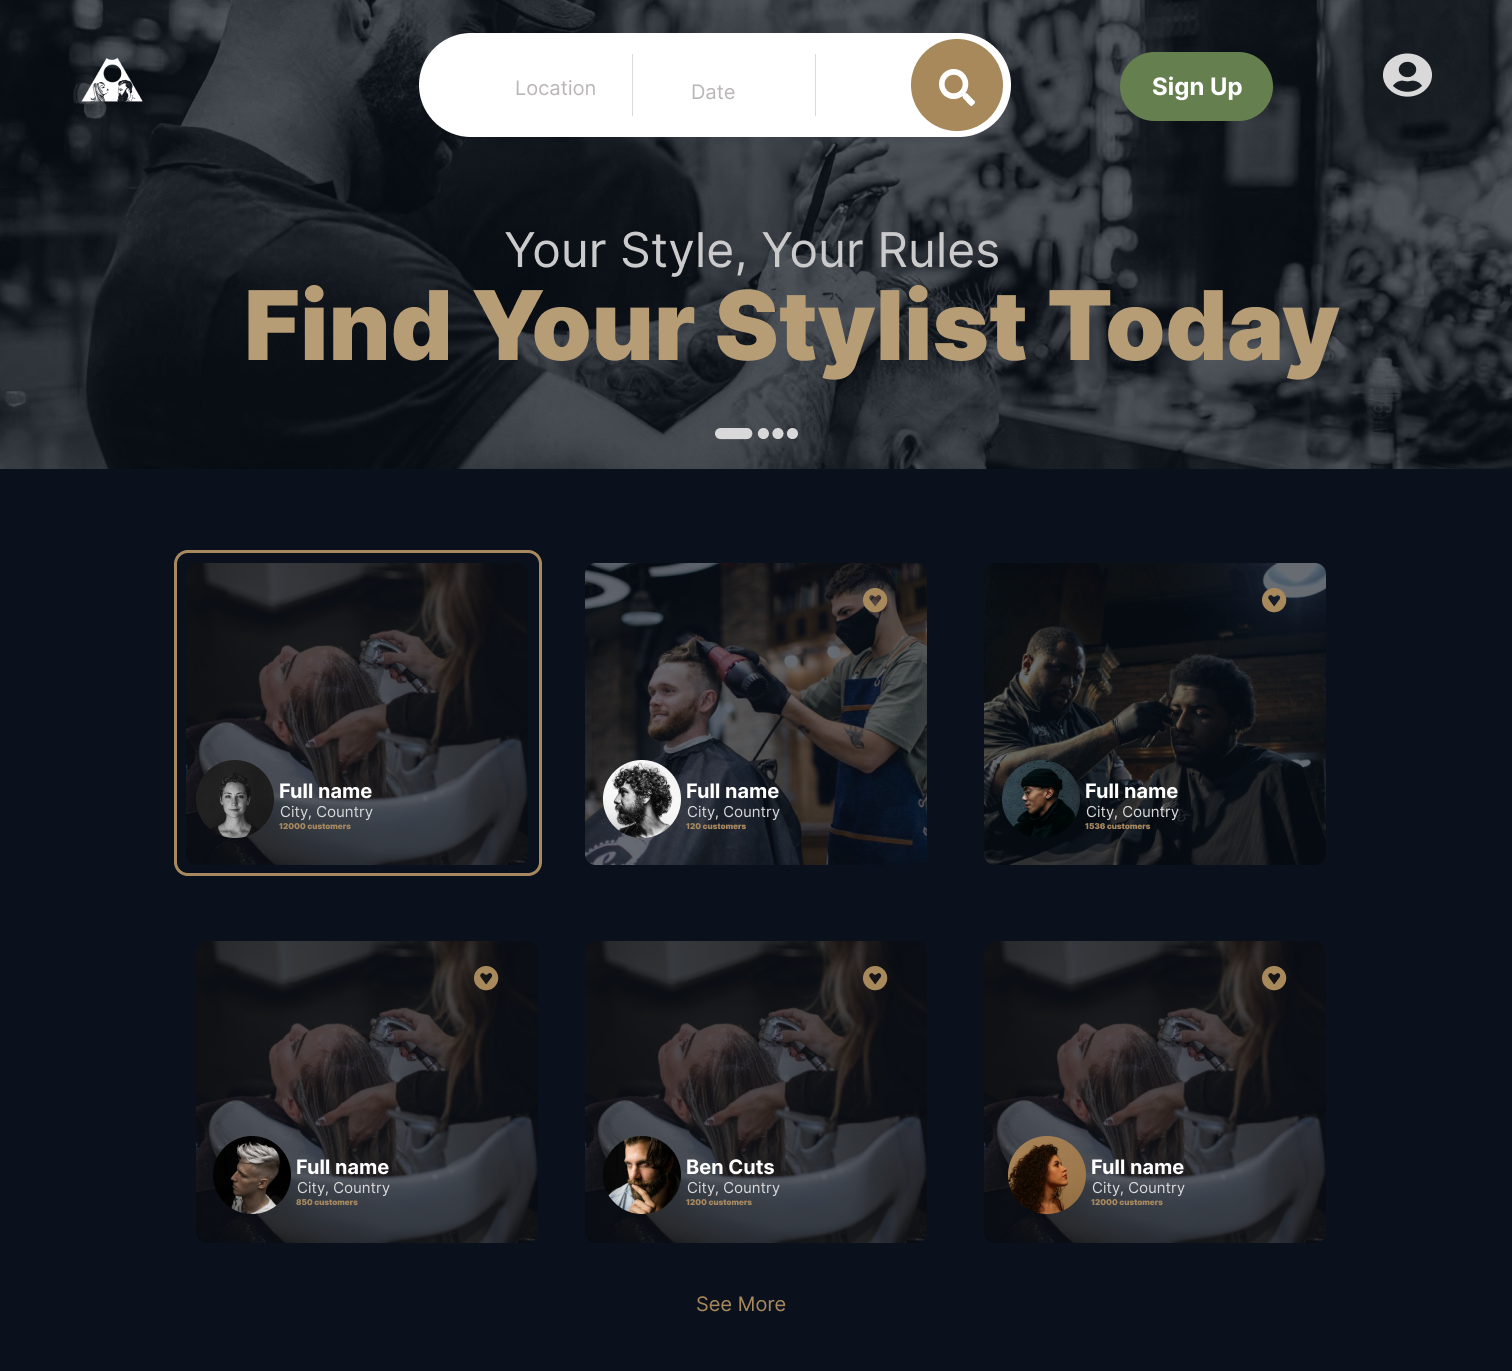 Location
Date
Sign Up
Your Style, Your Rules
Find Your Stylist Today
Full name
City, Country
12000 customers
Full name
City, Country
120 customers
Full name
City, Country
1536 customers
Full name
City, Country
850 customers
Ben Cuts
City, Country
1200 customers
Full name
City, Country
12000 customers
See More